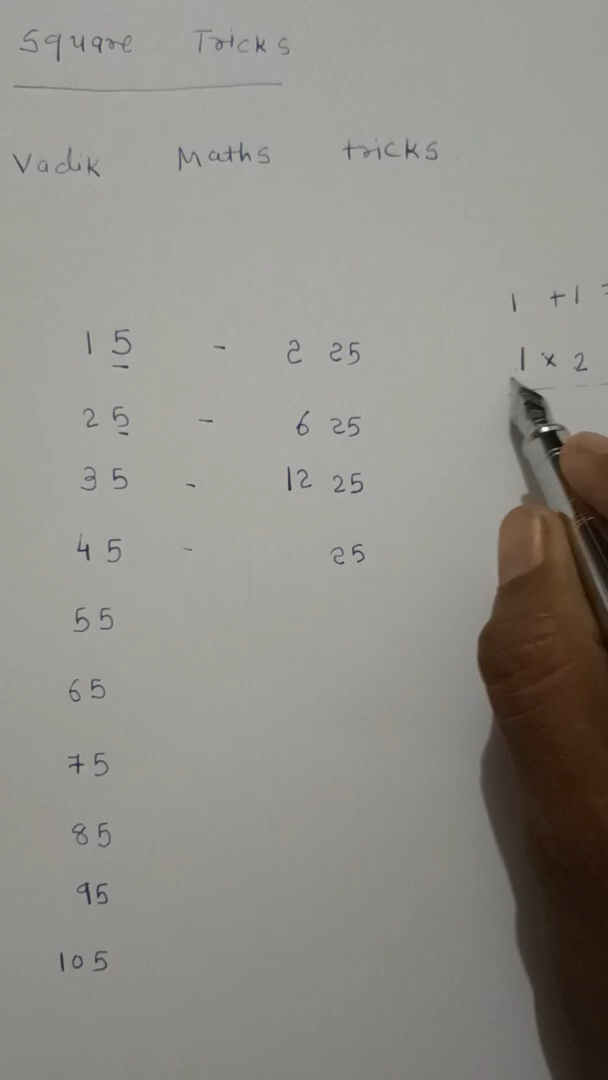 Square Tricks
Vadik Maths tricks
1 + 1 =
15 - 2 25
1 × 2
25 - 6 25
35 - 12 25
45 - 25
55
65
75
85
95
105